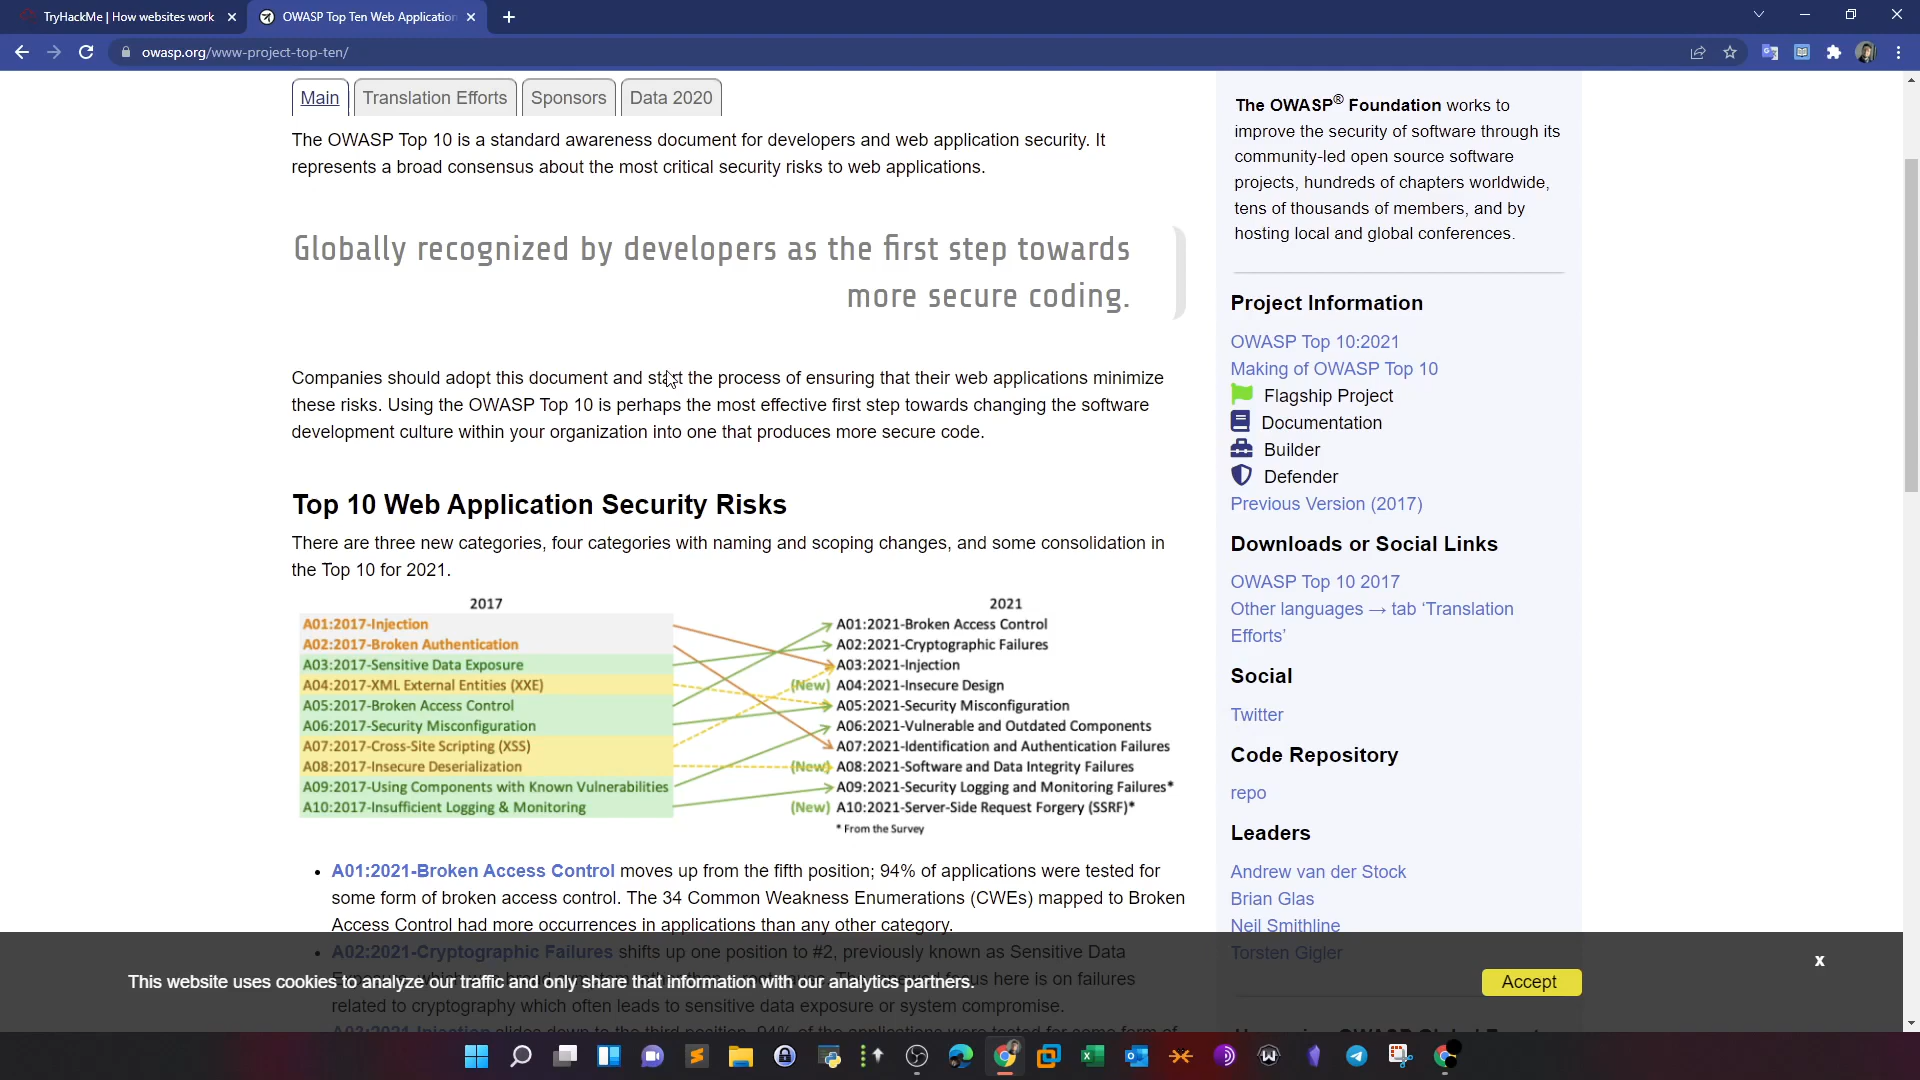 TryHackMe | How websites work
OWASP Top Ten Web Application
owasp.org/www-project-top-ten/
Main
Translation Efforts
Sponsors
Data 2020
The OWASP Top 10 is a standard awareness document for developers and web application security. It
represents a broad consensus about the most critical security risks to web applications.
Globally recognized by developers as the first step towards
more secure coding.
Companies should adopt this document and start the process of ensuring that their web applications minimize
these risks. Using the OWASP Top 10 is perhaps the most effective first step towards changing the software
development culture within your organization into one that produces more secure code.
Top 10 Web Application Security Risks
There are three new categories, four categories with naming and scoping changes, and some consolidation in
the Top 10 for 2021.
2017
A01:2017-Injection
A02:2017-Broken Authentication
A03:2017-Sensitive Data Exposure
A04:2017-XML External Entities (XXE)
A05:2017-Broken Access Control
A06:2017-Security Misconfiguration
A07:2017-Cross-Site Scripting (XSS)
A08:2017-Insecure Deserialization
A09:2017-Using Components with Known Vulnerabilities
A10:2017-Insufficient Logging & Monitoring
2021
A01:2021-Broken Access Control
A02:2021-Cryptographic Failures
A03:2021-Injection
(New) A04:2021-Insecure Design
A05:2021-Security Misconfiguration
A06:2021-Vulnerable and Outdated Components
A07:2021-Identification and Authentication Failures
(New) A08:2021-Software and Data Integrity Failures
A09:2021-Security Logging and Monitoring Failures*
(New) A10:2021-Server-Side Request Forgery (SSRF)*
* From the Survey
• A01:2021-Broken Access Control moves up from the fifth position; 94% of applications were tested for
some form of broken access control. The 34 Common Weakness Enumerations (CWEs) mapped to Broken
Access Control had more occurrences in applications than any other category.
• A02:2021-Cryptographic Failures shifts up one position to #2, previously known as Sensitive Data
us here is on failures
related to cryptography which often leads to sensitive data exposure or system compromise.
The OWASP® Foundation works to
improve the security of software through its
community-led open source software
projects, hundreds of chapters worldwide,
tens of thousands of members, and by
hosting local and global conferences.
Project Information
OWASP Top 10:2021
Making of OWASP Top 10
Flagship Project
Documentation
Builder
Defender
Previous Version (2017)
Downloads or Social Links
OWASP Top 10 2017
Other languages → tab ‘Translation
Efforts’
Social
Twitter
Code Repository
repo
Leaders
Andrew van der Stock
Brian Glas
Neil Smithline
Torsten Gigler
This website uses cookies to analyze our traffic and only share that information with our analytics partners.
Accept
x